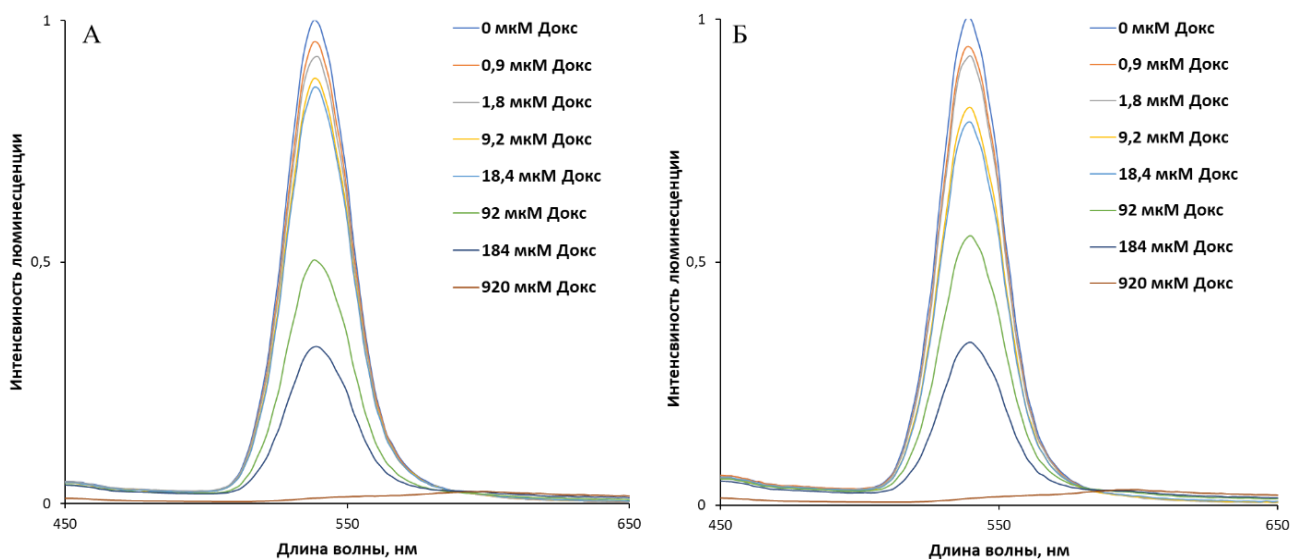 А
Интенсвиность люминесценции
1
0,5
0
0 мкМ Докс
0,9 мкМ Докс
1,8 мкМ Докс
9,2 мкМ Докс
18,4 мкМ Докс
92 мкМ Докс
184 мкМ Докс
920 мкМ Докс
450
550
650
Длина волны, нм
Б
Интенсвиность люминесценции
1
0,5
0
0 мкМ Докс
0,9 мкМ Докс
1,8 мкМ Докс
9,2 мкМ Докс
18,4 мкМ Докс
92 мкМ Докс
184 мкМ Докс
920 мкМ Докс
450
550
650
Длина волны, нм